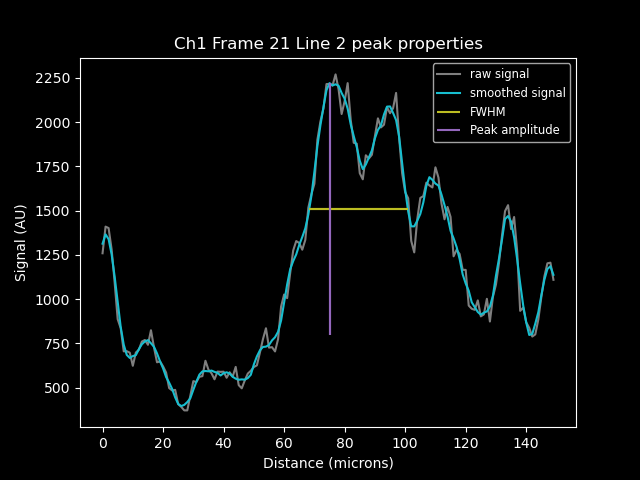 Ch1 Frame 21 Line 2 peak properties
raw signal
smoothed signal
FWHM
Peak amplitude
Signal (AU)
2250
2000
1750
1500
1250
1000
750
500
0 20 40 60 80 100 120 140
Distance (microns)